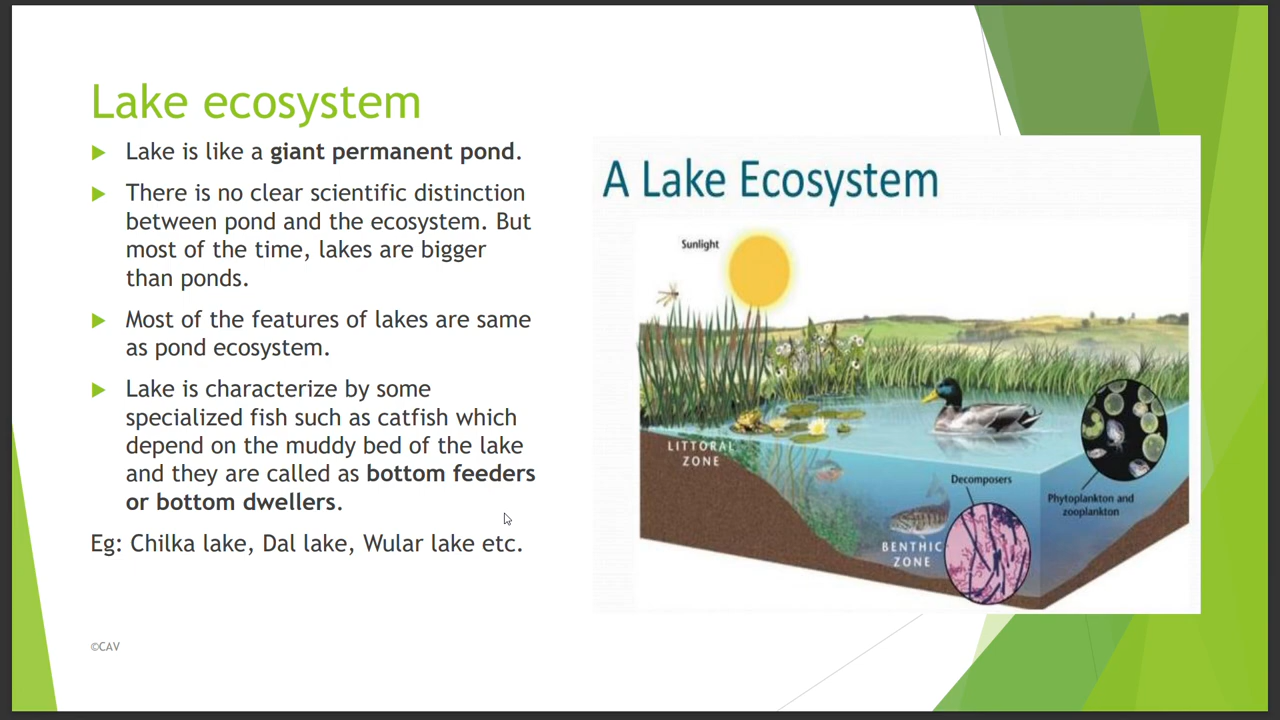 Lake ecosystem
Lake is like a giant permanent pond.
There is no clear scientific distinction
between pond and the ecosystem. But
most of the time, lakes are bigger
than ponds.
Most of the features of lakes are same
as pond ecosystem.
Lake is characterize by some
specialized fish such as catfish which
depend on the muddy bed of the lake
and they are called as bottom feeders
or bottom dwellers.
Eg: Chilka lake, Dal lake, Wular lake etc.
©CAV
A Lake Ecosystem
Sunlight
LITTORAL
ZONE
Decomposers
Phytoplankton and
zooplankton
BENTHIC
ZONE